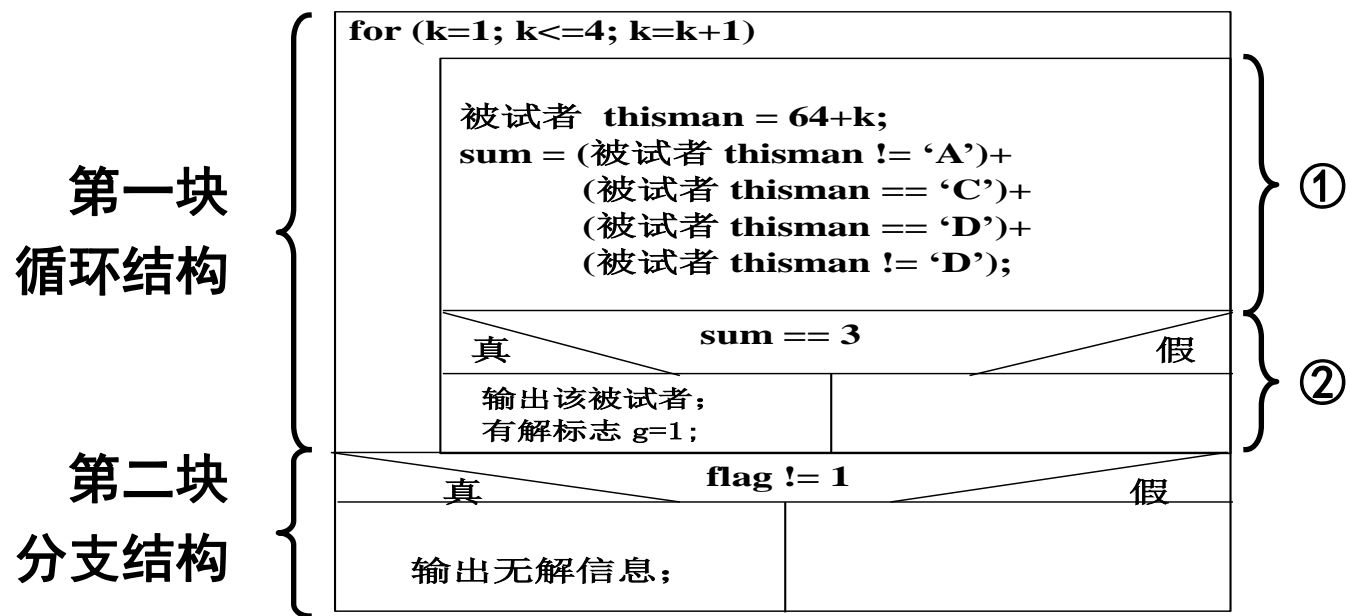 for (k=1; k<=4; k=k+1)
被试者 thisman = 64+k;
sum = (被试者 thisman != ‘A’)+
(被试者 thisman == ‘C’)+
(被试者 thisman == ‘D’)+
(被试者 thisman != ‘D’);
①
第一块
循环结构
sum == 3
真
假
②
输出该被试者;
有解标志 g=1;
第二块
分支结构
flag != 1
真
假
输出无解信息;